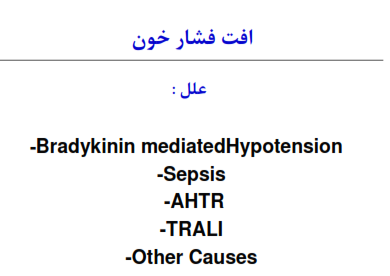 افت فشار خون
علل :
-Bradykinin mediatedHypotension
-Sepsis
-AHTR
-TRALI
-Other Causes